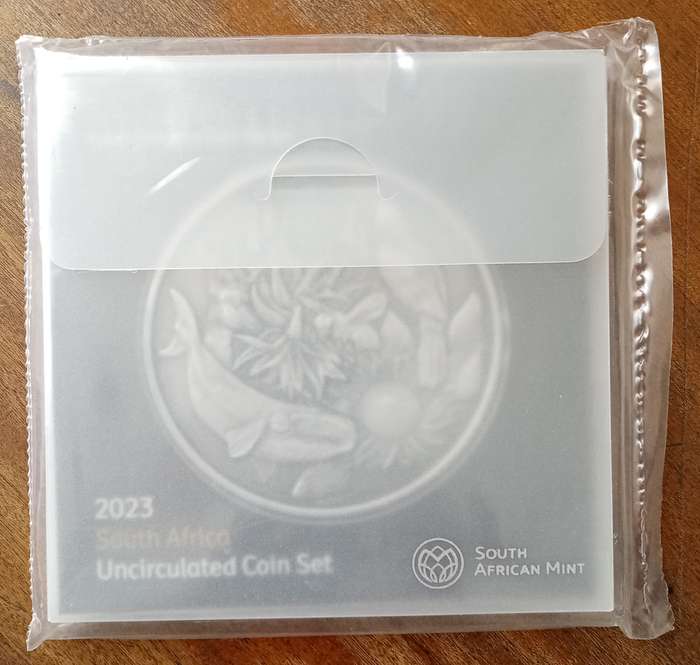 2023
South Africa
Uncirculated Coin Set
SOUTH
AFRICAN MINT